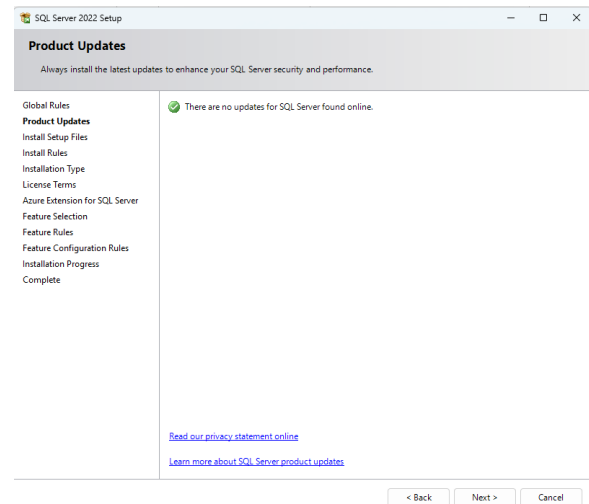 SQL Server 2022 Setup
Product Updates
Always install the latest updates to enhance your SQL Server security and performance.
Global Rules
Product Updates
Install Setup Files
Install Rules
Installation Type
License Terms
Azure Extension for SQL Server
Feature Selection
Feature Rules
Feature Configuration Rules
Installation Progress
Complete
There are no updates for SQL Server found online.
Read our privacy statement online
Learn more about SQL Server product updates
< Back Next > Cancel